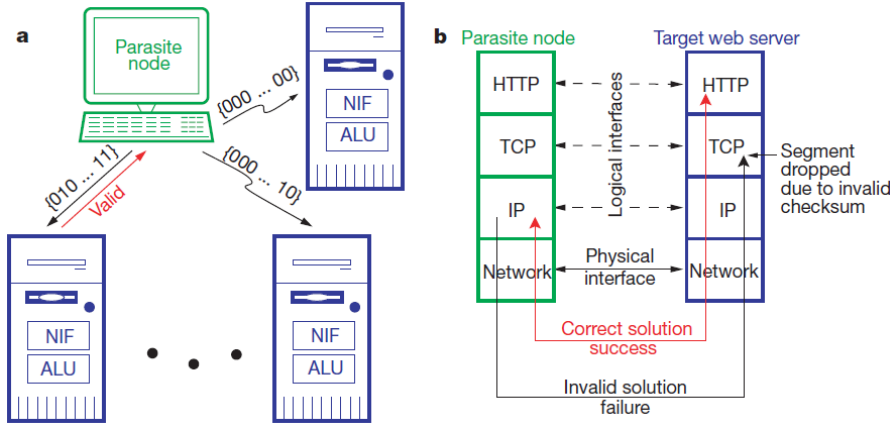 a
Parasite
node
{000 ... 00}
NIF
ALU
{010 ... 11}
Valid
{000 ... 10}
NIF
ALU
NIF
ALU
b
Parasite node
Target web server
HTTP
HTTP
TCP
TCP
IP
IP
Network
Network
Logical interfaces
Physical
interface
Segment
dropped
due to invalid
checksum
Correct solution
success
Invalid solution
failure